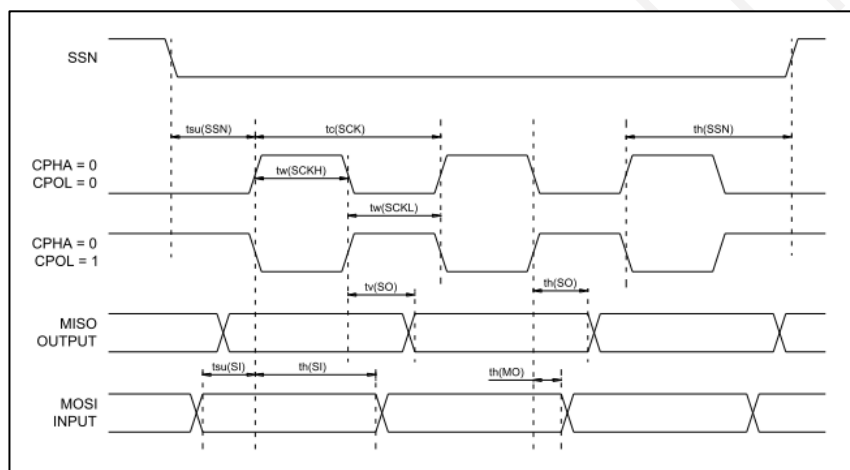 SSN
tsu(SSN)
tc(SCK)
th(SSN)
CPHA = 0
CPOL = 0
tw(SCKH)
tw(SCKL)
CPHA = 0
CPOL = 1
tv(SO)
th(SO)
MISO
OUTPUT
tsu(SI)
th(SI)
th(MO)
MOSI
INPUT